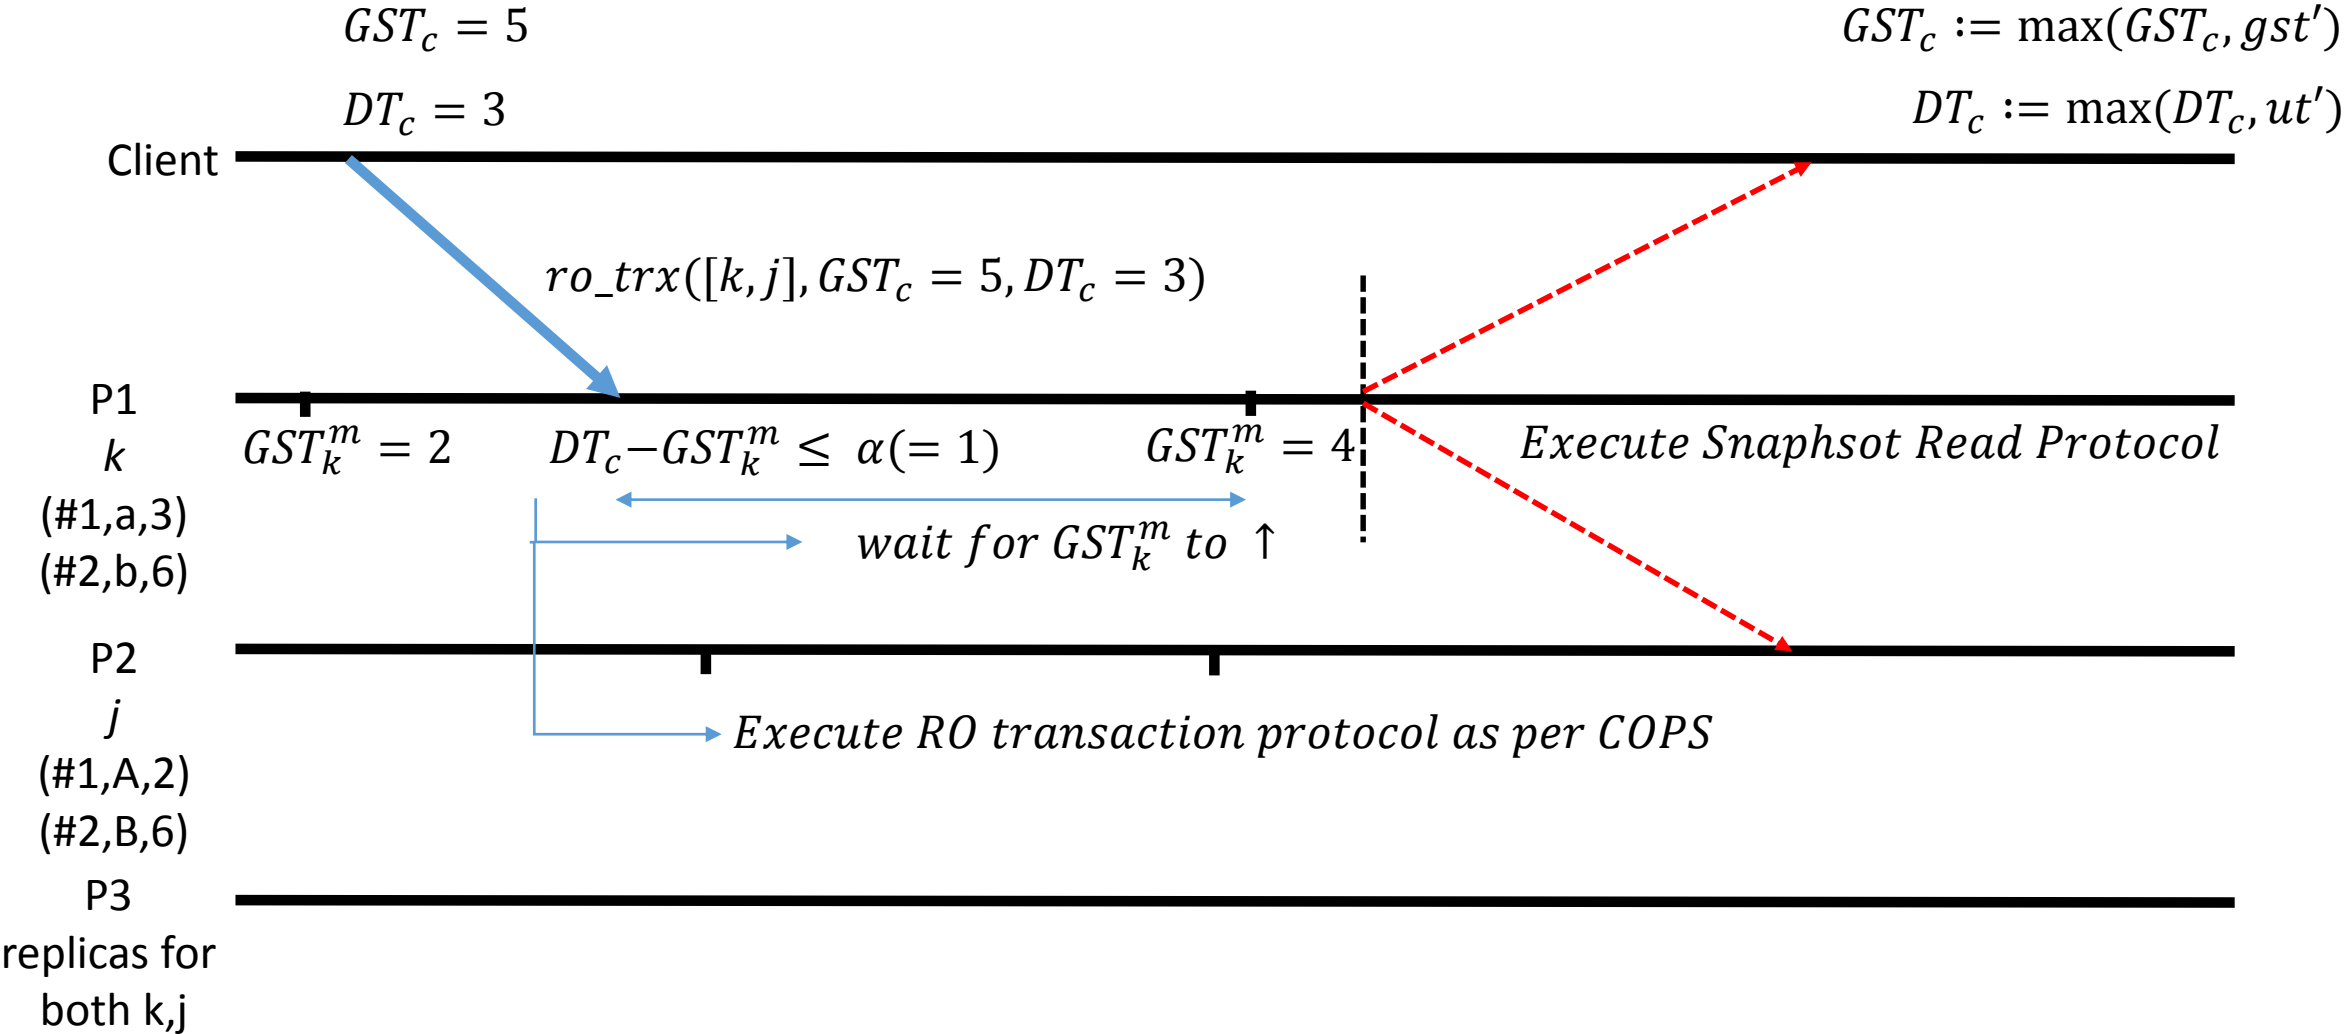 GST_c = 5
GST_c := max(GST_c, gst′)
DT_c = 3
DT_c := max(DT_c, ut′)
Client
ro_trx([k, j], GST_c = 5, DT_c = 3)
P1
k
(#1,a,3)
(#2,b,6)
GST_k^m = 2
DT_c−GST_k^m ≤ α(= 1)
GST_k^m = 4
Execute Snaphsot Read Protocol
wait for GST_k^m to ↑
P2
j
(#1,A,2)
(#2,B,6)
Execute RO transaction protocol as per COPS
P3
replicas for
both k,j